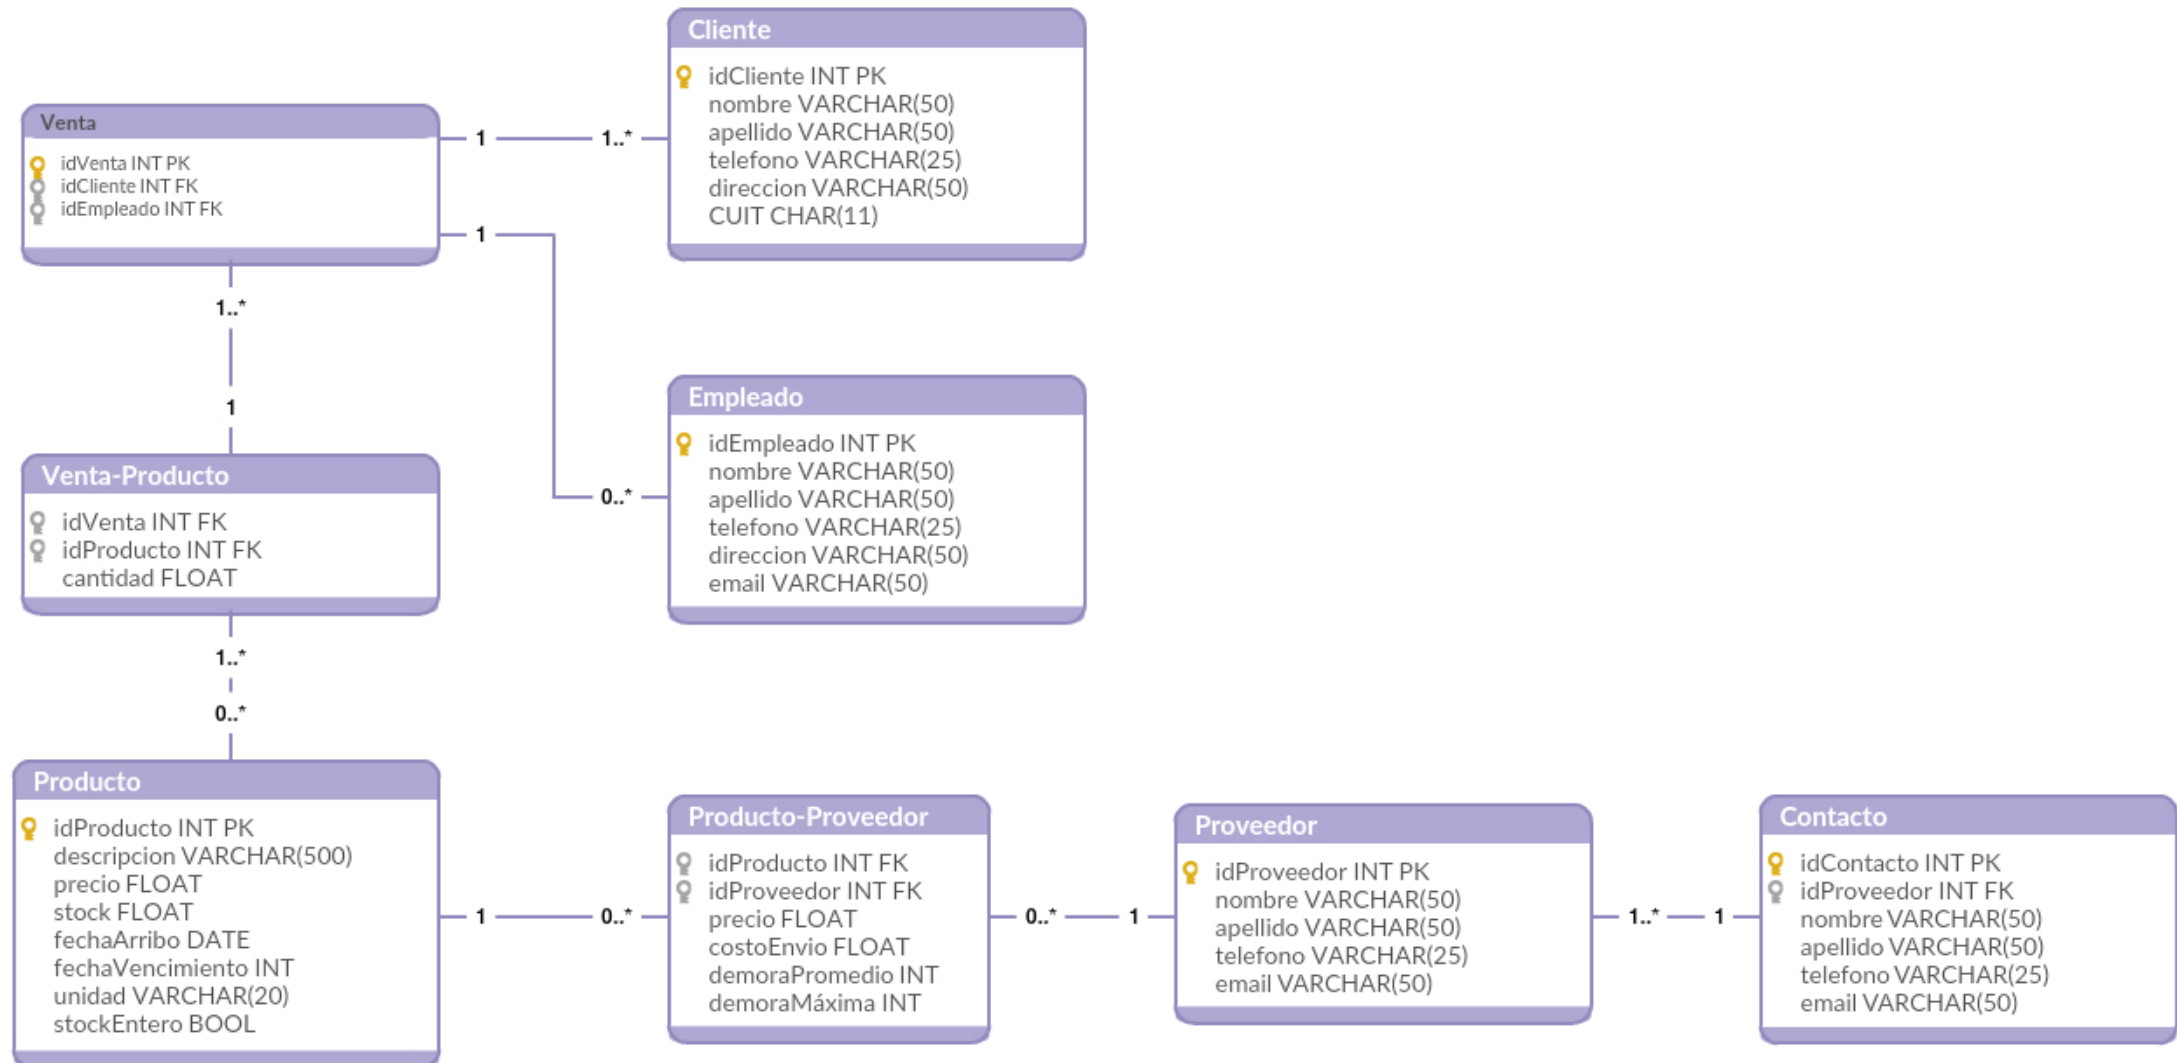 Cliente
idCliente INT PK
nombre VARCHAR(50)
apellido VARCHAR(50)
telefono VARCHAR(25)
direccion VARCHAR(50)
CUIT CHAR(11)
Venta
idVenta INT PK
idCliente INT FK
idEmpleado INT FK
1
1..*
1
0..*
1..*
1
Empleado
idEmpleado INT PK
nombre VARCHAR(50)
apellido VARCHAR(50)
telefono VARCHAR(25)
direccion VARCHAR(50)
email VARCHAR(50)
Venta-Producto
idVenta INT FK
idProducto INT FK
cantidad FLOAT
1..*
0..*
Producto
idProducto INT PK
descripcion VARCHAR(500)
precio FLOAT
stock FLOAT
fechaArribo DATE
fechaVencimiento INT
unidad VARCHAR(20)
stockEntero BOOL
1
0..*
Producto-Proveedor
idProducto INT FK
idProveedor INT FK
precio FLOAT
costoEnvio FLOAT
demoraPromedio INT
demoraMáxima INT
0..*
1
Proveedor
idProveedor INT PK
nombre VARCHAR(50)
apellido VARCHAR(50)
telefono VARCHAR(25)
email VARCHAR(50)
1..*
1
Contacto
idContacto INT PK
idProveedor INT FK
nombre VARCHAR(50)
apellido VARCHAR(50)
telefono VARCHAR(25)
email VARCHAR(50)